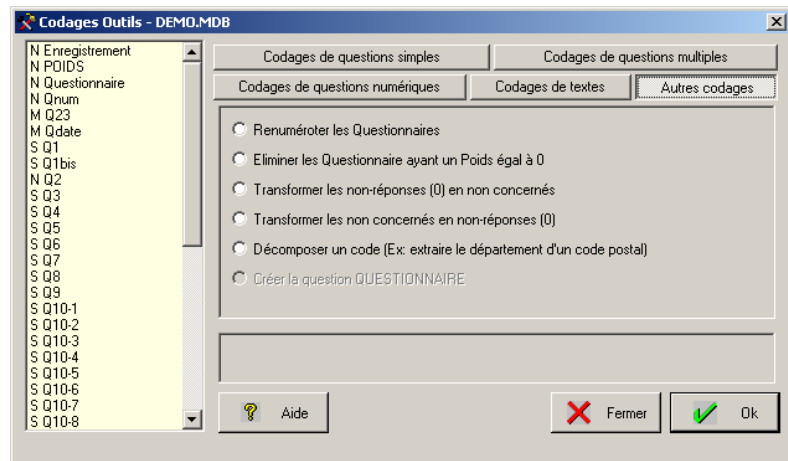 Codages Outils - DEMO.MDB
N Enregistrement
N POIDS
N Questionnaire
N Qnum
M Q23
M Qdate
S Q1
S Q1bis
N Q2
S Q3
S Q4
S Q5
S Q6
S Q7
S Q8
S Q9
S Q10-1
S Q10-2
S Q10-3
S Q10-4
S Q10-5
S Q10-6
S Q10-7
S Q10-8
Codages de questions simples
Codages de questions multiples
Codages de questions numériques
Codages de textes
Autres codages
Renuméroter les Questionnaires
Eliminer les Questionnaire ayant un Poids égal à 0
Transformer les non-réponses (0) en non concernés
Transformer les non concernés en non-réponses (0)
Décomposer un code (Ex: extraire le département d'un code postal)
Créer la question QUESTIONNAIRE
Aide
Fermer
Ok